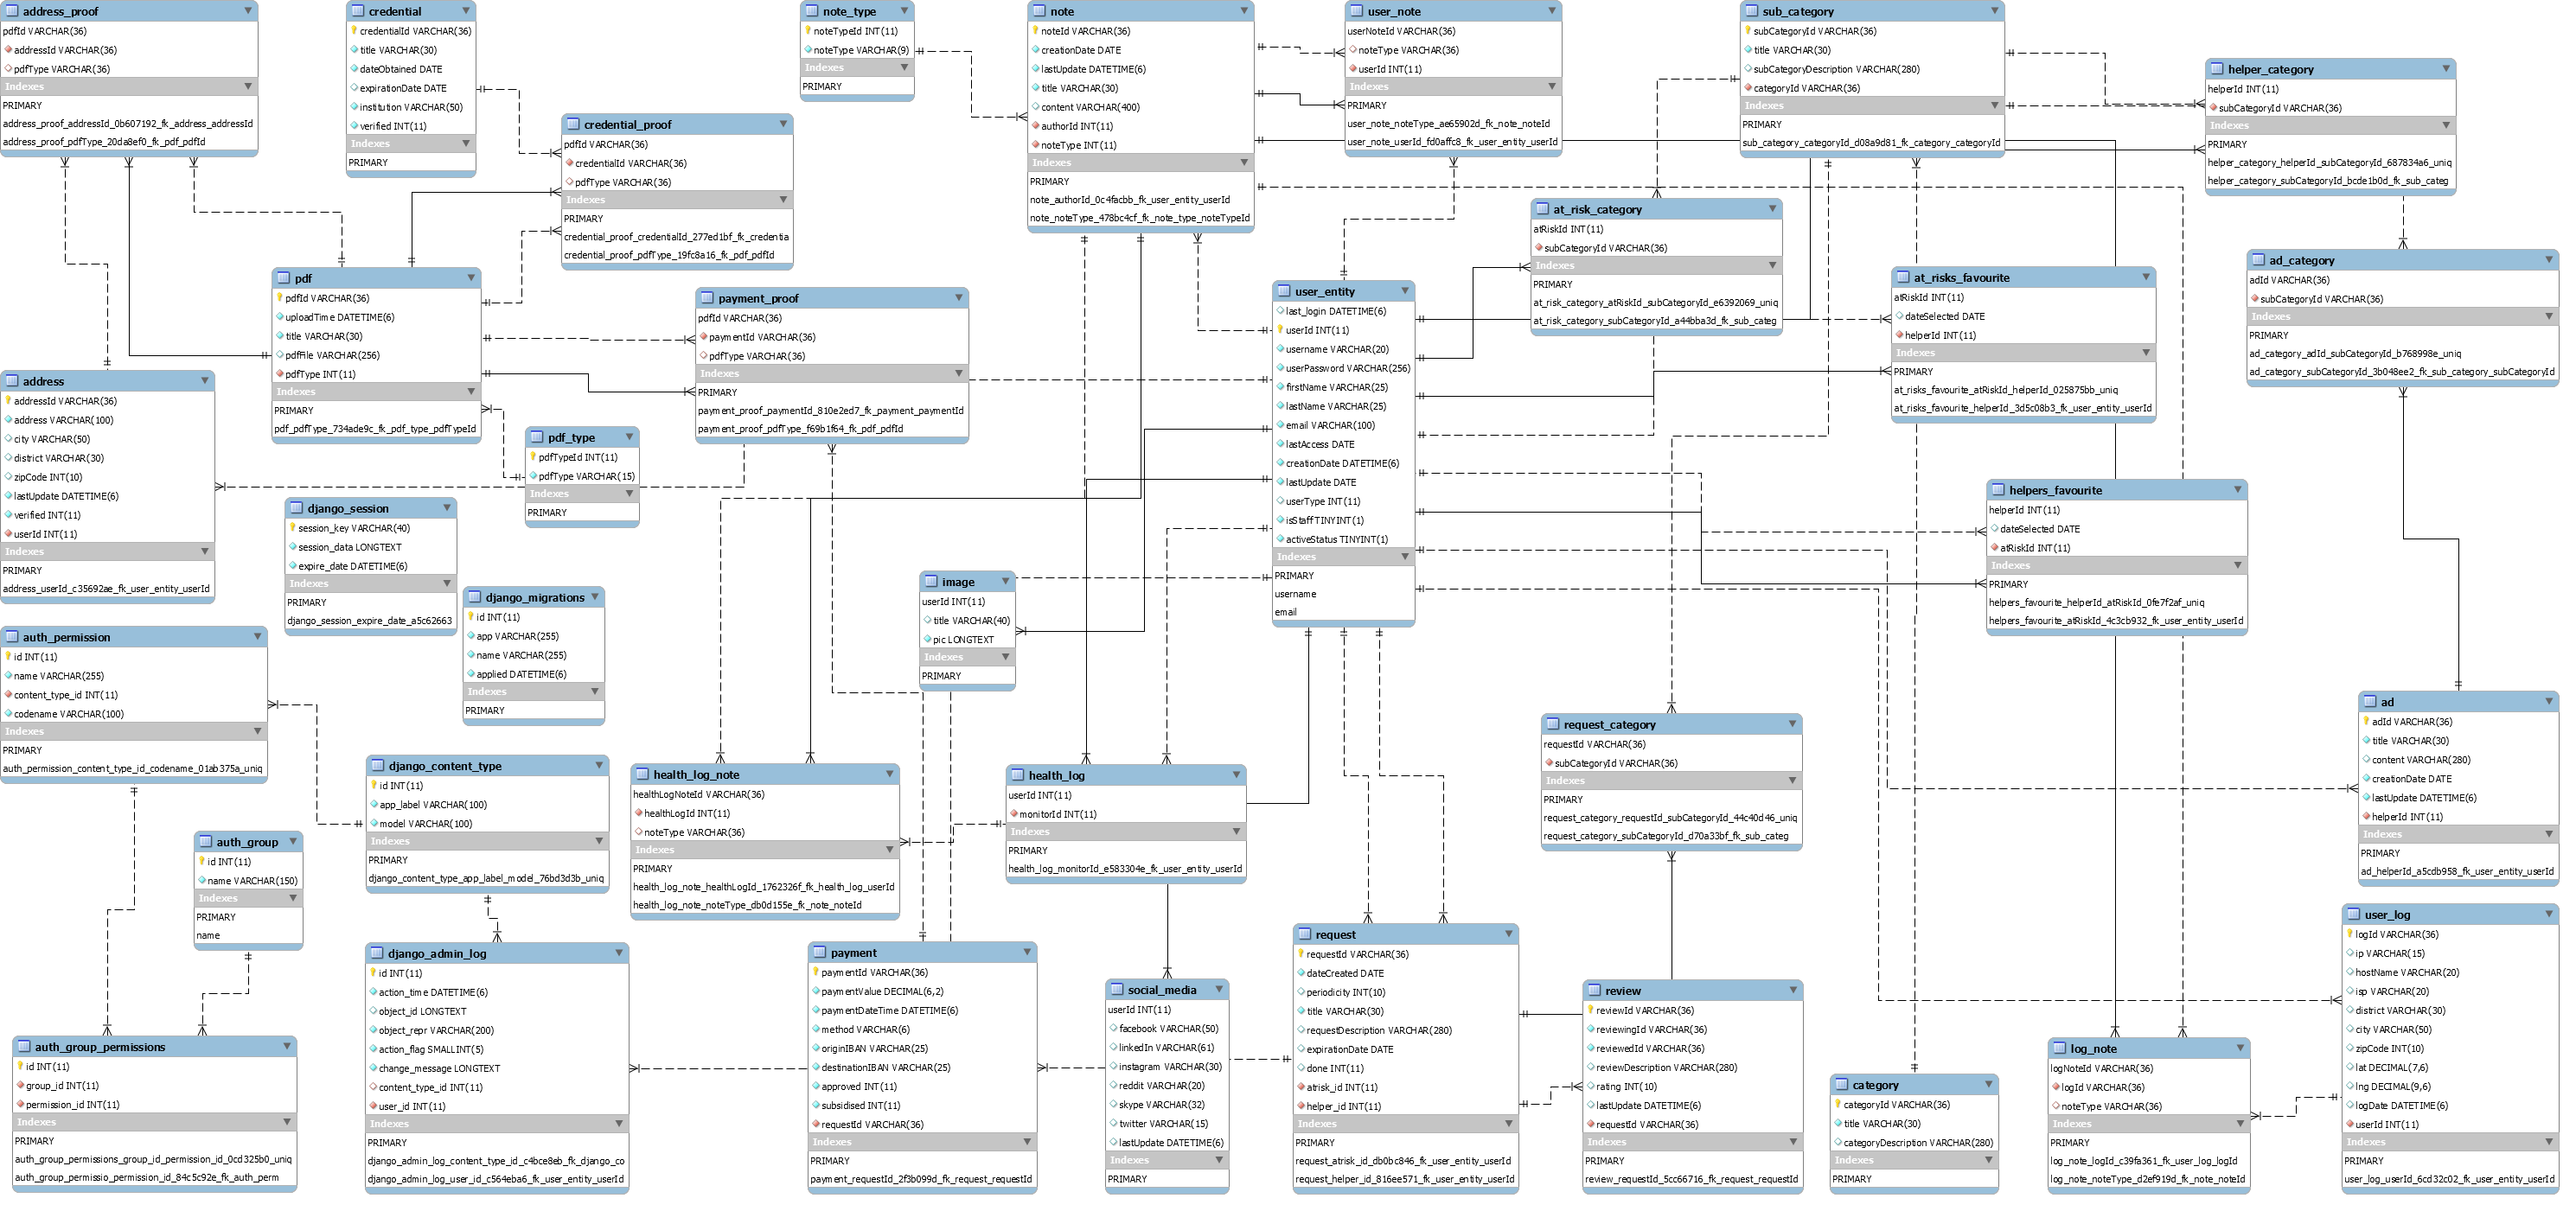 address_proof
pdfId VARCHAR(36)
addressId VARCHAR(36)
pdfType VARCHAR(36)
Indexes
PRIMARY
address_proof_addressId_0b607192_fk_address_addressId
address_proof_pdfType_20da8ef0_fk_pdf_pdfId
credential
credentialId VARCHAR(36)
title VARCHAR(30)
dateObtained DATE
expirationDate DATE
institution VARCHAR(50)
verified INT(11)
Indexes
PRIMARY
credential_proof
pdfId VARCHAR(36)
credentialId VARCHAR(36)
pdfType VARCHAR(36)
Indexes
PRIMARY
credential_proof_credentialId_277ed1bf_fk_credentia
credential_proof_pdfType_19fc8a16_fk_pdf_pdfId
note_type
noteTypeId INT(11)
noteType VARCHAR(9)
Indexes
PRIMARY
note
noteId VARCHAR(36)
creationDate DATE
lastUpdate DATETIME(6)
title VARCHAR(30)
content VARCHAR(400)
authorId INT(11)
noteType INT(11)
Indexes
PRIMARY
note_authorId_0c4facbb_fk_user_entity_userId
note_noteType_478bc4cf_fk_note_type_noteTypeId
user_note
userNoteId VARCHAR(36)
noteType VARCHAR(36)
userId INT(11)
Indexes
PRIMARY
user_note_noteType_ae65902d_fk_note_noteId
user_note_userId_fd0affc8_fk_user_entity_userId
sub_category
subCategoryId VARCHAR(36)
title VARCHAR(30)
subCategoryDescription VARCHAR(280)
categoryId VARCHAR(36)
Indexes
PRIMARY
sub_category_categoryId_d08a9d81_fk_category_categoryId
helper_category
helperId INT(11)
subCategoryId VARCHAR(36)
Indexes
PRIMARY
helper_category_helperId_subCategoryId_687834a6_uniq
helper_category_subCategoryId_bcde1b0d_fk_sub_categ
at_risk_category
atRiskId INT(11)
subCategoryId VARCHAR(36)
Indexes
PRIMARY
at_risk_category_atRiskId_subCategoryId_e6392069_uniq
at_risk_category_subCategoryId_a44bba3d_fk_sub_categ
ad_category
adId VARCHAR(36)
subCategoryId VARCHAR(36)
Indexes
PRIMARY
ad_category_adId_subCategoryId_b768998e_uniq
ad_category_subCategoryId_3b048ee2_fk_sub_category_subCategoryId
at_risks_favourite
atRiskId INT(11)
dateSelected DATE
helperId INT(11)
Indexes
PRIMARY
at_risks_favourite_atRiskId_helperId_025875bb_uniq
at_risks_favourite_helperId_3d5c08b3_fk_user_entity_userId
pdf
pdfId VARCHAR(36)
uploadTime DATETIME(6)
title VARCHAR(30)
pdfFile VARCHAR(256)
pdfType INT(11)
Indexes
PRIMARY
pdf_pdfType_734ade9c_fk_pdf_type_pdfTypeId
payment_proof
pdfId VARCHAR(36)
paymentId VARCHAR(36)
pdfType VARCHAR(36)
Indexes
PRIMARY
payment_proof_paymentId_810e2ed7_fk_payment_paymentId
payment_proof_pdfType_f69b1f64_fk_pdf_pdfId
user_entity
last_login DATETIME(6)
userId INT(11)
username VARCHAR(20)
userPassword VARCHAR(256)
firstName VARCHAR(25)
lastName VARCHAR(25)
email VARCHAR(100)
lastAccess DATE
creationDate DATETIME(6)
lastUpdate DATE
userType INT(11)
isStaff TINYINT(1)
activeStatus TINYINT(1)
Indexes
PRIMARY
username
email
address
addressId VARCHAR(36)
address VARCHAR(100)
city VARCHAR(50)
district VARCHAR(30)
zipCode INT(10)
lastUpdate DATETIME(6)
verified INT(11)
userId INT(11)
Indexes
PRIMARY
address_userId_c35692ae_fk_user_entity_userId
pdf_type
pdfTypeId INT(11)
pdfType VARCHAR(15)
Indexes
PRIMARY
django_session
session_key VARCHAR(40)
session_data LONGTEXT
expire_date DATETIME(6)
Indexes
PRIMARY
django_session_expire_date_a5c62663
helpers_favourite
helperId INT(11)
dateSelected DATE
atRiskId INT(11)
Indexes
PRIMARY
helpers_favourite_helperId_atRiskId_0fe7f2af_uniq
helpers_favourite_atRiskId_4c3cb932_fk_user_entity_userId
image
userId INT(11)
title VARCHAR(40)
pic LONGTEXT
Indexes
PRIMARY
django_migrations
id INT(11)
app VARCHAR(255)
name VARCHAR(255)
applied DATETIME(6)
Indexes
PRIMARY
auth_permission
id INT(11)
name VARCHAR(255)
content_type_id INT(11)
codename VARCHAR(100)
Indexes
PRIMARY
auth_permission_content_type_id_codename_01ab375a_uniq
ad
adId VARCHAR(36)
title VARCHAR(30)
content VARCHAR(280)
creationDate DATE
lastUpdate DATETIME(6)
helperId INT(11)
Indexes
PRIMARY
ad_helperId_a5cdb958_fk_user_entity_userId
request_category
requestId VARCHAR(36)
subCategoryId VARCHAR(36)
Indexes
PRIMARY
request_category_requestId_subCategoryId_44c40d46_uniq
request_category_subCategoryId_d70a33bf_fk_sub_categ
django_content_type
id INT(11)
app_label VARCHAR(100)
model VARCHAR(100)
Indexes
PRIMARY
django_content_type_app_label_model_76bd3d3b_uniq
health_log_note
healthLogNoteId VARCHAR(36)
healthLogId INT(11)
noteType VARCHAR(36)
Indexes
PRIMARY
health_log_note_healthLogId_1762326f_fk_health_log_userId
health_log_note_noteType_db0d155e_fk_note_noteId
health_log
userId INT(11)
monitorId INT(11)
Indexes
PRIMARY
health_log_monitorId_e583304e_fk_user_entity_userId
auth_group
id INT(11)
name VARCHAR(150)
Indexes
PRIMARY
name
user_log
logId VARCHAR(36)
ip VARCHAR(15)
hostName VARCHAR(20)
isp VARCHAR(20)
district VARCHAR(30)
city VARCHAR(50)
zipCode INT(10)
lat DECIMAL(7,6)
lng DECIMAL(9,6)
logDate DATETIME(6)
userId INT(11)
Indexes
PRIMARY
user_log_userId_6cd32c02_fk_user_entity_userId
request
requestId VARCHAR(36)
dateCreated DATE
periodicity INT(10)
title VARCHAR(30)
requestDescription VARCHAR(280)
expirationDate DATE
done INT(11)
atrisk_id INT(11)
helper_id INT(11)
Indexes
PRIMARY
request_atrisk_id_db0bc846_fk_user_entity_userId
request_helper_id_816ee571_fk_user_entity_userId
django_admin_log
id INT(11)
action_time DATETIME(6)
object_id LONGTEXT
object_repr VARCHAR(200)
action_flag SMALLINT(5)
change_message LONGTEXT
content_type_id INT(11)
user_id INT(11)
Indexes
PRIMARY
django_admin_log_content_type_id_c4bce8eb_fk_django_co
django_admin_log_user_id_c564eba6_fk_user_entity_userId
payment
paymentId VARCHAR(36)
paymentValue DECIMAL(6,2)
paymentDateTime DATETIME(6)
method VARCHAR(6)
originIBAN VARCHAR(25)
destinationIBAN VARCHAR(25)
approved INT(11)
subsidised INT(11)
requestId VARCHAR(36)
Indexes
PRIMARY
payment_requestId_2f3b099d_fk_request_requestId
social_media
userId INT(11)
facebook VARCHAR(50)
linkedIn VARCHAR(61)
instagram VARCHAR(30)
reddit VARCHAR(20)
skype VARCHAR(32)
twitter VARCHAR(15)
lastUpdate DATETIME(6)
Indexes
PRIMARY
review
reviewId VARCHAR(36)
reviewingId VARCHAR(36)
reviewedId VARCHAR(36)
reviewDescription VARCHAR(280)
rating INT(10)
lastUpdate DATETIME(6)
requestId VARCHAR(36)
Indexes
PRIMARY
review_requestId_5cc66716_fk_request_requestId
auth_group_permissions
id INT(11)
group_id INT(11)
permission_id INT(11)
Indexes
PRIMARY
auth_group_permissions_group_id_permission_id_0cd325b0_uniq
auth_group_permissio_permission_id_84c5c92e_fk_auth_perm
log_note
logNoteId VARCHAR(36)
logId VARCHAR(36)
noteType VARCHAR(36)
Indexes
PRIMARY
log_note_logId_c39fa361_fk_user_log_logId
log_note_noteType_d2ef919d_fk_note_noteId
category
categoryId VARCHAR(36)
title VARCHAR(30)
categoryDescription VARCHAR(280)
Indexes
PRIMARY